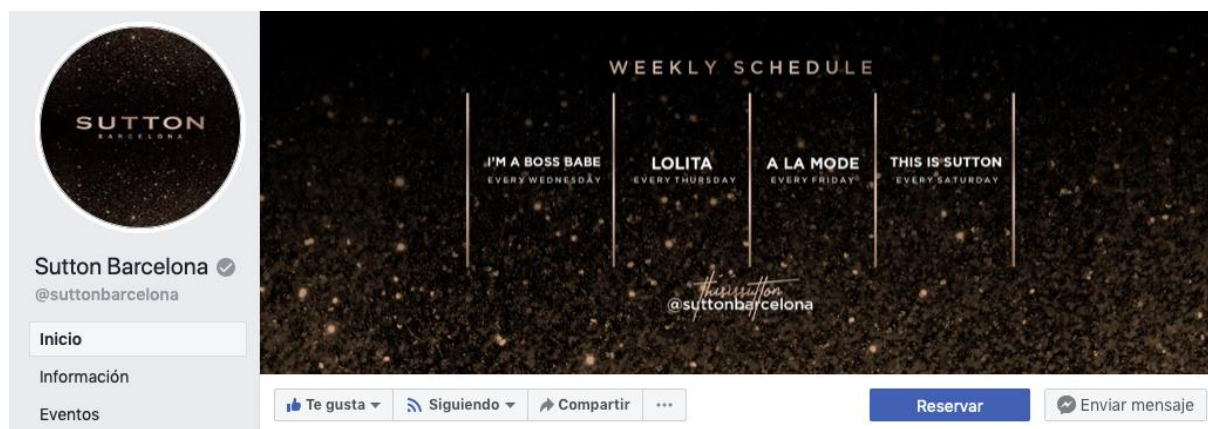 SUTTON
BARCELONA
Sutton Barcelona
@suttonbarcelona
Inicio
Información
Eventos
WEEKLY SCHEDULE
I'M A BOSS BABE
EVERY WEDNESDAY
LOLITA
EVERY THURSDAY
A LA MODE
EVERY FRIDAY
THIS IS SUTTON
EVERY SATURDAY
thisissutton
@suttonbarcelona
Te gusta
Siguiendo
Compartir
Reservar
Enviar mensaje